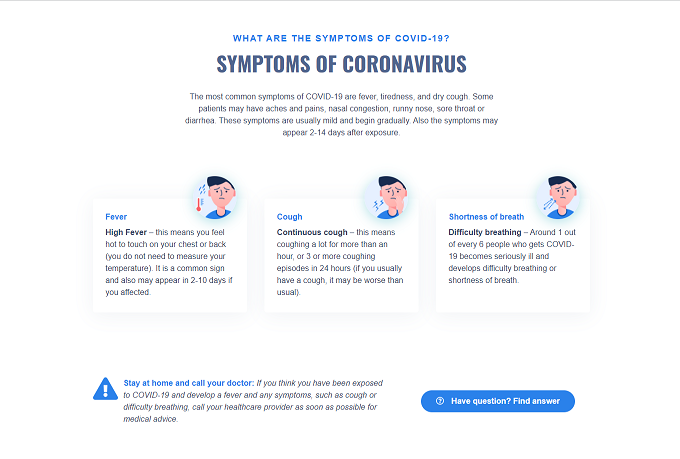 WHAT ARE THE SYMPTOMS OF COVID-19?
SYMPTOMS OF CORONAVIRUS
The most common symptoms of COVID-19 are fever, tiredness, and dry cough. Some
patients may have aches and pains, nasal congestion, runny nose, sore throat or
diarrhea. These symptoms are usually mild and begin gradually. Also the symptoms may
appear 2-14 days after exposure.
Fever
High Fever – this means you feel
hot to touch on your chest or back
(you do not need to measure your
temperature). It is a common sign
and also may appear in 2-10 days if
you affected.
Cough
Continuous cough – this means
coughing a lot for more than an
hour, or 3 or more coughing
episodes in 24 hours (if you usually
have a cough, it may be worse than
usual).
Shortness of breath
Difficulty breathing – Around 1 out
of every 6 people who gets COVID-
19 becomes seriously ill and
develops difficulty breathing or
shortness of breath.
Stay at home and call your doctor: If you think you have been exposed
to COVID-19 and develop a fever and any symptoms, such as cough or
difficulty breathing, call your healthcare provider as soon as possible for
medical advice.
Have question? Find answer